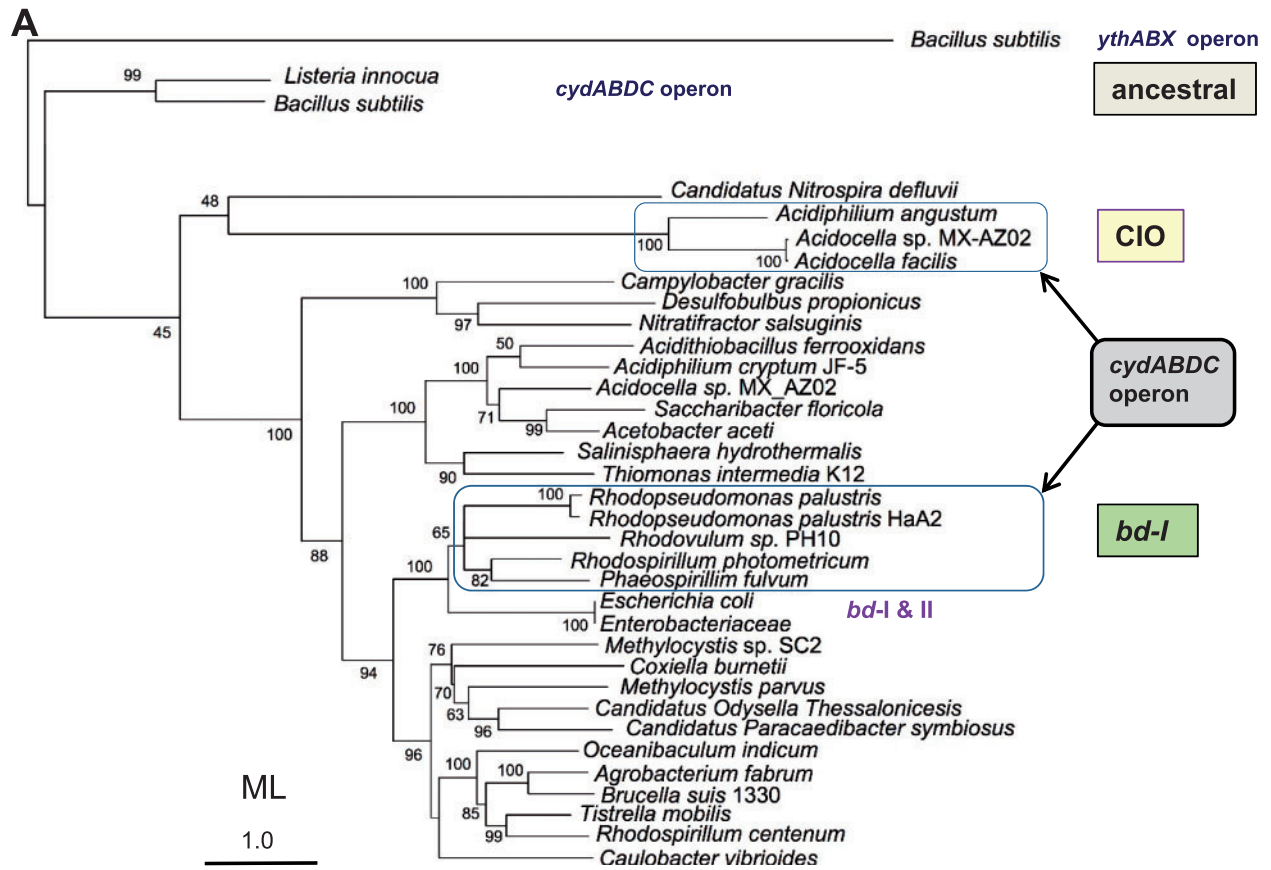 A
Bacillus subtilis ythABX operon
99 Listeria innocua
Bacillus subtilis
cydABDC operon
ancestral
48 Candidatus Nitrospira defluvii
Acidiphilium angustum
100 Acidocella sp. MX-AZ02
100 Acidocella facilis
CIO
100 Campylobacter gracilis
Desulfobulbus propionicus
97 Nitratifractor salsuginis
45
50 Acidithiobacillus ferrooxidans
100 Acidiphilium cryptum JF-5
Acidocella sp. MX_AZ02
71 Saccharibacter floricola
99 Acetobacter aceti
100
100
Salinisphaera hydrothermalis
90 Thiomonas intermedia K12
cydABDC
operon
100 Rhodopseudomonas palustris
Rhodopseudomonas palustris HaA2
65 Rhodovulum sp. PH10
Rhodospirillum photometricum
82 Phaeospirillim fulvum
bd-I
88
100
Escherichia coli
100 Enterobacteriaceae
bd-I & II
76 Methylocystis sp. SC2
Coxiella burnetii
94
70 Methylocystis parvus
63 Candidatus Odysella Thessalonicesis
96 Candidatus Paracaedibacter symbiosus
96
Oceanibaculum indicum
100
100 Agrobacterium fabrum
Brucella suis 1330
85 Tistrella mobilis
99 Rhodospirillum centenum
Caulobacter vibrioides
ML
1.0